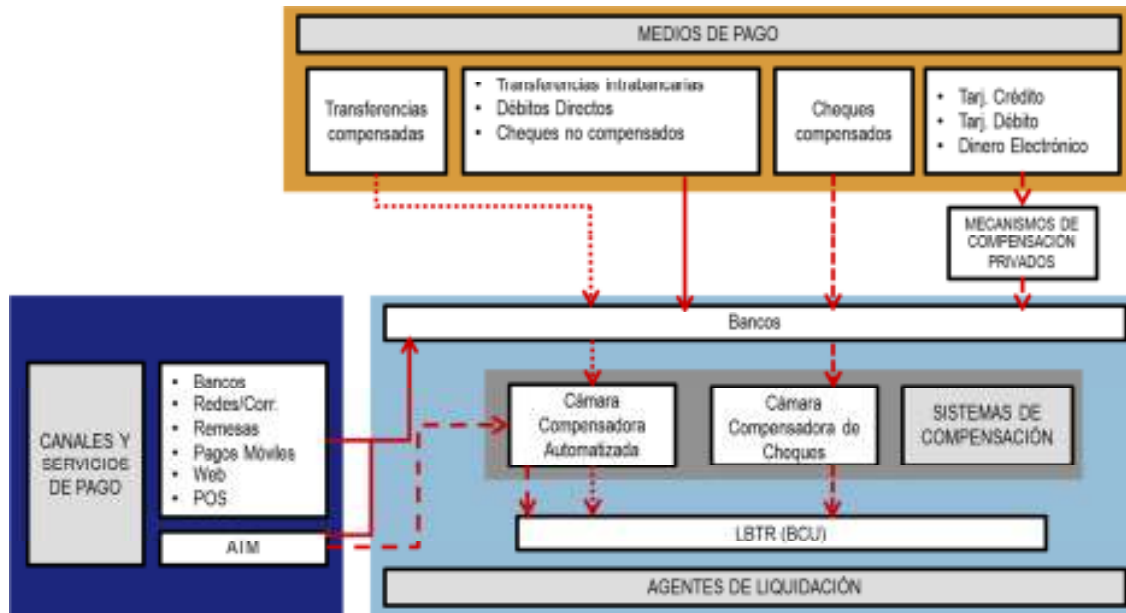 MEDIOS DE PAGO
Transferencias
compensadas
• Transferencias intrabancarias
• Débitos Directos
• Cheques no compensados
Cheques
compensados
• Tarj. Crédito
• Tarj. Débito
• Dinero Electrónico
MECANISMOS DE
COMPENSACIÓN
PRIVADOS
Bancos
CANALES Y
SERVICIOS
DE PAGO
• Bancos
• Redes/Corr.
• Remesas
• Pagos Móviles
• Web
• POS
AIM
Cámara
Compensadora
Automatizada
Cámara
Compensadora de
Cheques
SISTEMAS DE
COMPENSACIÓN
LBTR (BCU)
AGENTES DE LIQUIDACIÓN